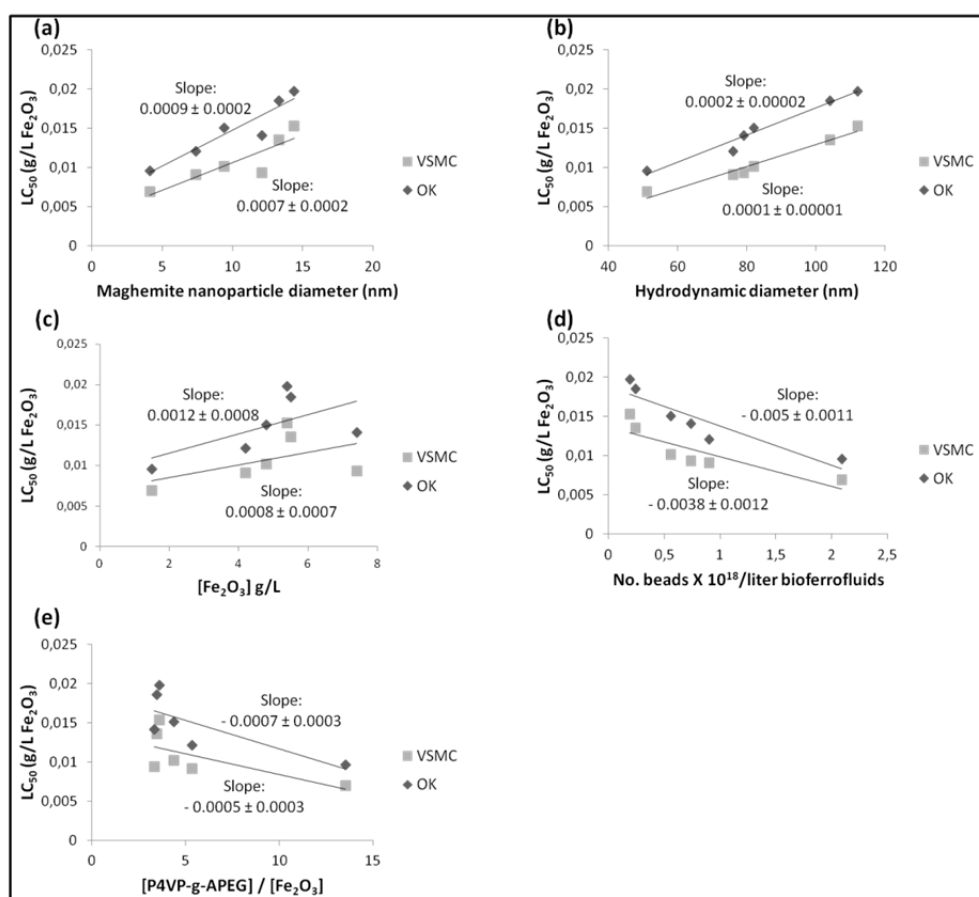 (a)
0,025
0,02
0,015
0,01
0,005
0
LC₅₀ (g/L Fe₂O₃)
Slope:
0.0009 ± 0.0002
Slope:
0.0007 ± 0.0002
VSMC
OK
0 5 10 15 20
Maghemite nanoparticle diameter (nm)
(b)
0,025
0,02
0,015
0,01
0,005
0
LC₅₀ (g/L Fe₂O₃)
Slope:
0.0002 ± 0.00002
Slope:
0.0001 ± 0.00001
VSMC
OK
40 60 80 100 120
Hydrodynamic diameter (nm)
(c)
0,025
0,02
0,015
0,01
0,005
0
LC₅₀ (g/L Fe₂O₃)
Slope:
0.0012 ± 0.0008
Slope:
0.0008 ± 0.0007
VSMC
OK
0 2 4 6 8
[Fe₂O₃] g/L
(d)
0,025
0,02
0,015
0,01
0,005
0
LC₅₀ (g/L Fe₂O₃)
Slope:
- 0.005 ± 0.0011
Slope:
- 0.0038 ± 0.0012
VSMC
OK
0 0,5 1 1,5 2 2,5
No. beads X 10¹⁸/liter bioferrofluids
(e)
0,025
0,02
0,015
0,01
0,005
0
LC₅₀ (g/L Fe₂O₃)
Slope:
- 0.0007 ± 0.0003
Slope:
- 0.0005 ± 0.0003
VSMC
OK
0 5 10 15
[P4VP-g-APEG] / [Fe₂O₃]